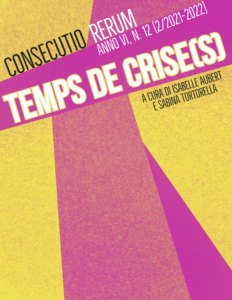 CONSECUTIO
RERUM
ANNO VI, N. 12 (2/2021-2022)
TEMPS DE CRISE(S)
A CURA DI ISABELLE AUBERT
E SABINA TORTORELLA